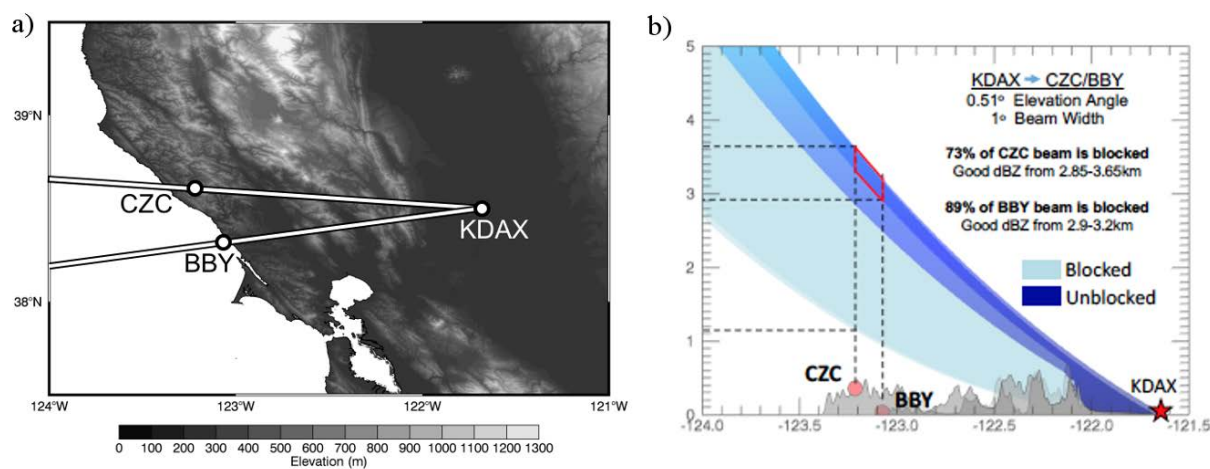 a)
39°N
38°N
124°W
123°W
122°W
121°W
CZC
KDAX
BBY
0 100 200 300 400 500 600 700 800 900 1000 1100 1200 1300
Elevation (m)
b)
5
4
3
2
1
0
KDAX → CZC/BBY
0.51° Elevation Angle
1° Beam Width
73% of CZC beam is blocked
Good dBZ from 2.85-3.65km
89% of BBY beam is blocked
Good dBZ from 2.9-3.2km
Blocked
Unblocked
CZC
BBY
KDAX
-124.0 -123.5 -123.0 -122.5 -122.0 -121.5